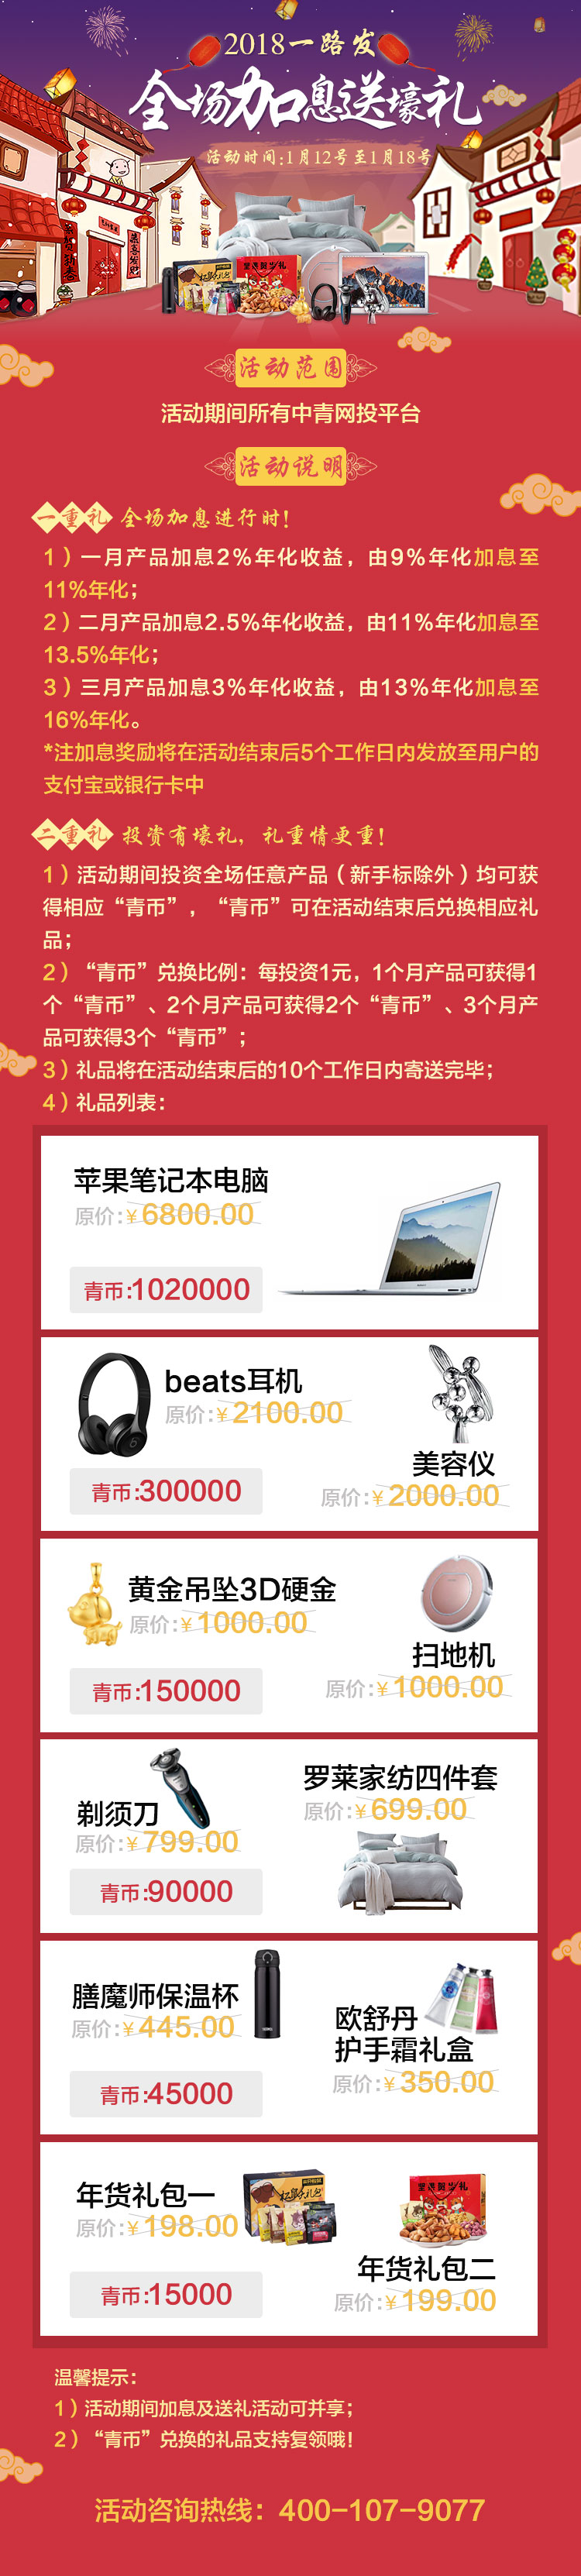 2018一路发
全场加息送壕礼
活动时间:1月12号至1月18号
恭贺新春
恭喜发财
活动范围
活动期间所有中青网投平台
活动说明
一重礼 全场加息进行时!
1）一月产品加息2%年化收益，由9%年化加息至
11%年化；
2）二月产品加息2.5%年化收益，由11%年化加息至
13.5%年化；
3）三月产品加息3%年化收益，由13%年化加息至
16%年化。
*注加息奖励将在活动结束后5个工作日内发放至用户的
支付宝或银行卡中
二重礼 投资有壕礼，礼重情更重!
1）活动期间投资全场任意产品（新手标除外）均可获
得相应“青币”，“青币”可在活动结束后兑换相应礼
品；
2）“青币”兑换比例：每投资1元，1个月产品可获得1
个“青币”、2个月产品可获得2个“青币”、3个月产
品可获得3个“青币”；
3）礼品将在活动结束后的10个工作日内寄送完毕；
4）礼品列表：
苹果笔记本电脑
原价:¥6800.00
青币:1020000
beats耳机
原价:¥2100.00
青币:300000
美容仪
原价:¥2000.00
黄金吊坠3D硬金
原价:¥1000.00
青币:150000
扫地机
原价:¥1000.00
剃须刀
原价:¥799.00
青币:90000
罗莱家纺四件套
原价:¥699.00
膳魔师保温杯
原价:¥445.00
青币:45000
欧舒丹
护手霜礼盒
原价:¥350.00
年货礼包一
原价:¥198.00
青币:15000
年货礼包二
原价:¥199.00
温馨提示：
1）活动期间加息及送礼活动可并享；
2）“青币”兑换的礼品支持复领哦！
活动咨询热线：400-107-9077